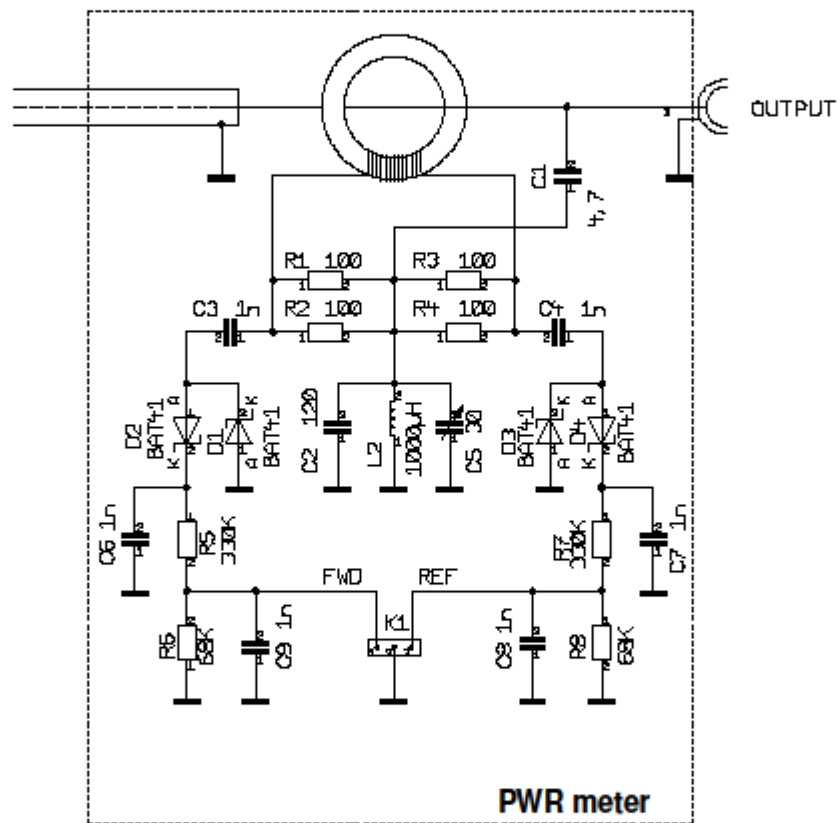 OUTPUT
C1
4,7
R1 100
R3 100
R2 100
R4 100
C3 1n
C4 1n
D2
BAT41
D1
BAT41
C2 120
L2
1000µH
C5 30
D3
BAT41
D4
BAT41
A
K
K
A
K
A
A
K
C6 1n
R5
330K
R7
330K
C7 1n
FWD
REF
K1
R6
68K
C9 1n
C8 1n
R8
68K
PWR meter